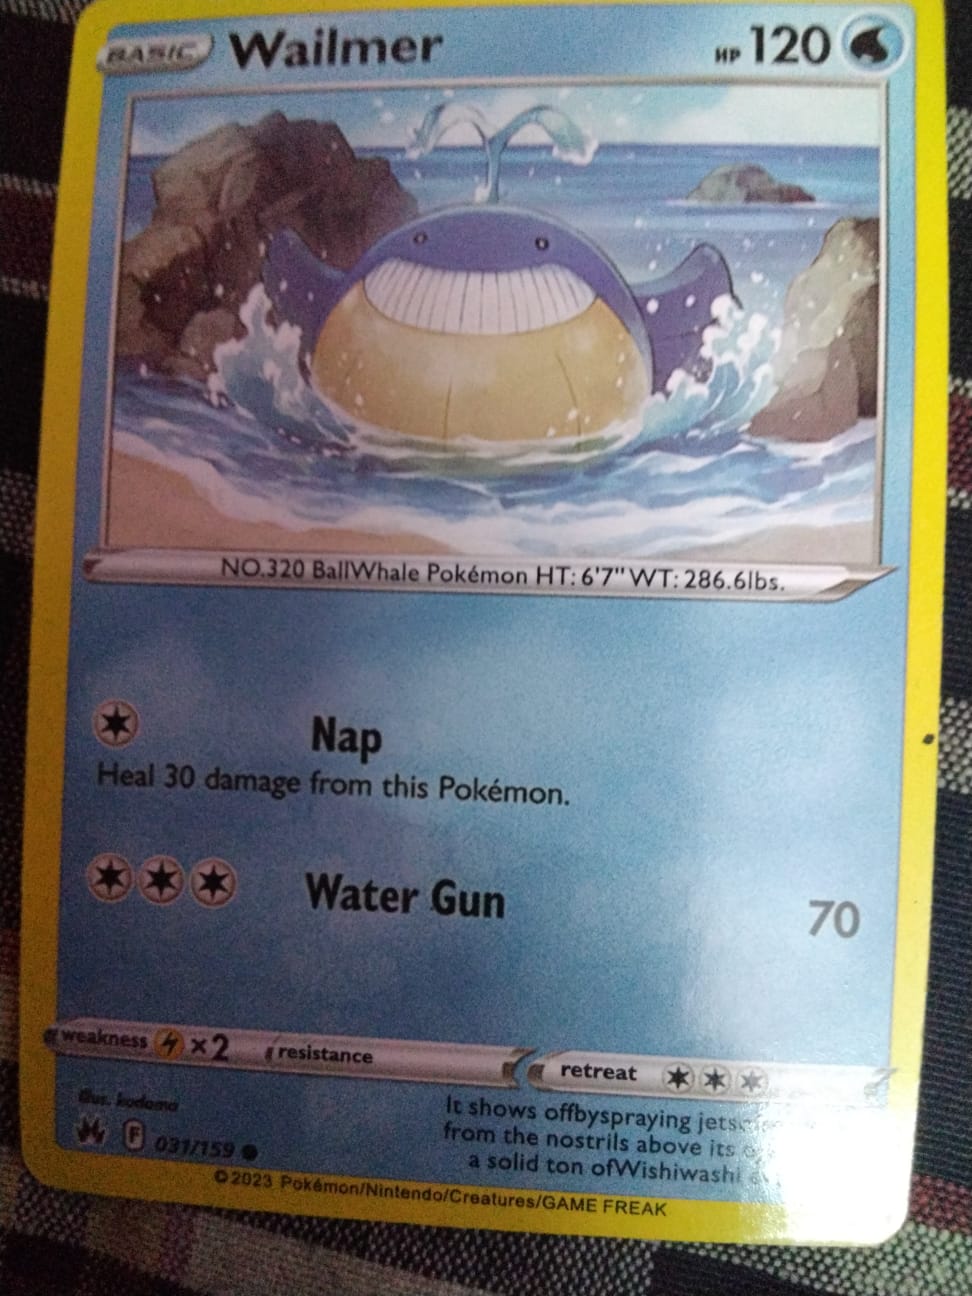 BASIC Wailmer HP 120
NO.320 BallWhale Pokémon HT: 6'7" WT: 286.6lbs.
Nap
Heal 30 damage from this Pokémon.
Water Gun 70
weakness ×2 resistance retreat
Illus. kodama
It shows offbyspraying jets
from the nostrils above its
a solid ton ofWishiwashi
F 031/159
©2023 Pokémon/Nintendo/Creatures/GAME FREAK